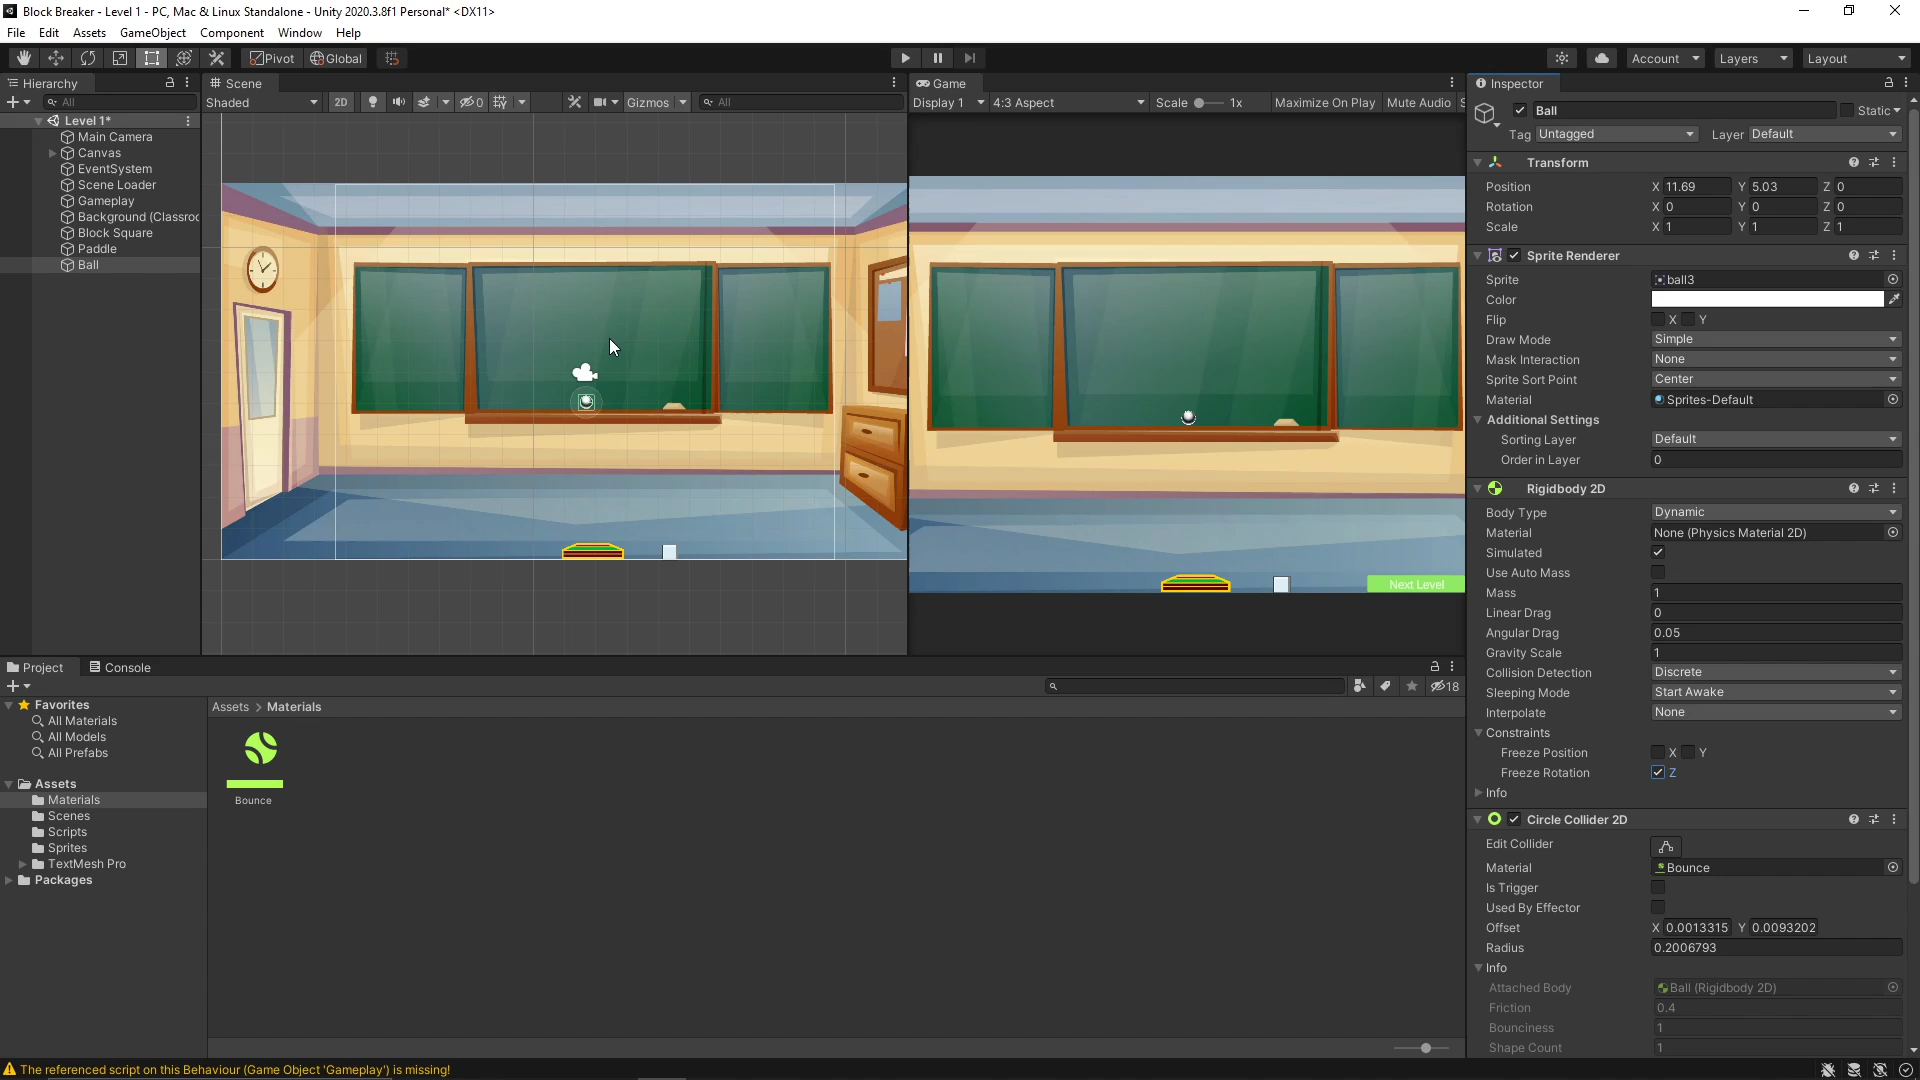 Block Breaker - Level 1 - PC, Mac & Linux Standalone - Unity 2020.3.8f1 Personal* <DX11>
File Edit Assets GameObject Component Window Help
Pivot Global Account Layers Layout
Hierarchy
All
Level 1*
Main Camera
Canvas
EventSystem
Scene Loader
Gameplay
Background (Classroo
Block Square
Paddle
Ball
Scene
Shaded 2D 0 Gizmos All
Game
Display 1 4:3 Aspect Scale 1x Maximize On Play Mute Audio S
Next Level
Inspector
Ball Static
Tag Untagged Layer Default
Transform
Position X 11.69 Y 5.03 Z 0
Rotation X 0 Y 0 Z 0
Scale X 1 Y 1 Z 1
Sprite Renderer
Sprite ball3
Color
Flip X Y
Draw Mode Simple
Mask Interaction None
Sprite Sort Point Center
Material Sprites-Default
Additional Settings
Sorting Layer Default
Order in Layer 0
Rigidbody 2D
Body Type Dynamic
Material None (Physics Material 2D)
Simulated
Use Auto Mass
Mass 1
Linear Drag 0
Angular Drag 0.05
Gravity Scale 1
Collision Detection Discrete
Sleeping Mode Start Awake
Interpolate None
Constraints
Freeze Position X Y
Freeze Rotation Z
Info
Circle Collider 2D
Edit Collider
Material Bounce
Is Trigger
Used By Effector
Offset X 0.0013315 Y 0.0093202
Radius 0.2006793
Info
Attached Body Ball (Rigidbody 2D)
Friction 0.4
Bounciness 1
Shape Count 1
Project Console
18
Favorites
All Materials
All Models
All Prefabs
Assets
Materials
Scenes
Scripts
Sprites
TextMesh Pro
Packages
Assets > Materials
Bounce
The referenced script on this Behaviour (Game Object 'Gameplay') is missing!